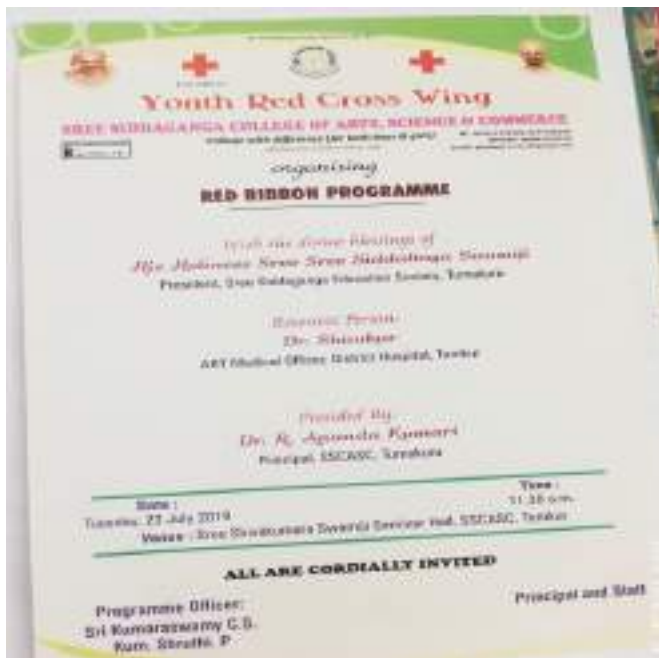 Youth Red Cross Wing
SREE SIDDAGANGA COLLEGE OF ARTS, SCIENCE & COMMERCE
organising
RED RIBBON PROGRAMME
With the divine blessings of
His Holiness Sree Sree Siddalinga Swamiji
President, Sree Siddaganga Education Society, Tumakuru
Resource Person:
Dr.
ART Medical Officer District Hospital, Tumkur
Presided By:
Dr. R. Ananda Kumari
Principal, SSCASC, Tumakuru
Date : Time :
Tuesday, 23 July 2019 11.30 a.m.
Venue : Sree Shivakumara Swamiji Seminar Hall, SSCASC, Tumkur
ALL ARE CORDIALLY INVITED
Programme Officer: Principal and Staff
Sri Kumaraswamy C.S.
Kum. Shruthi. P